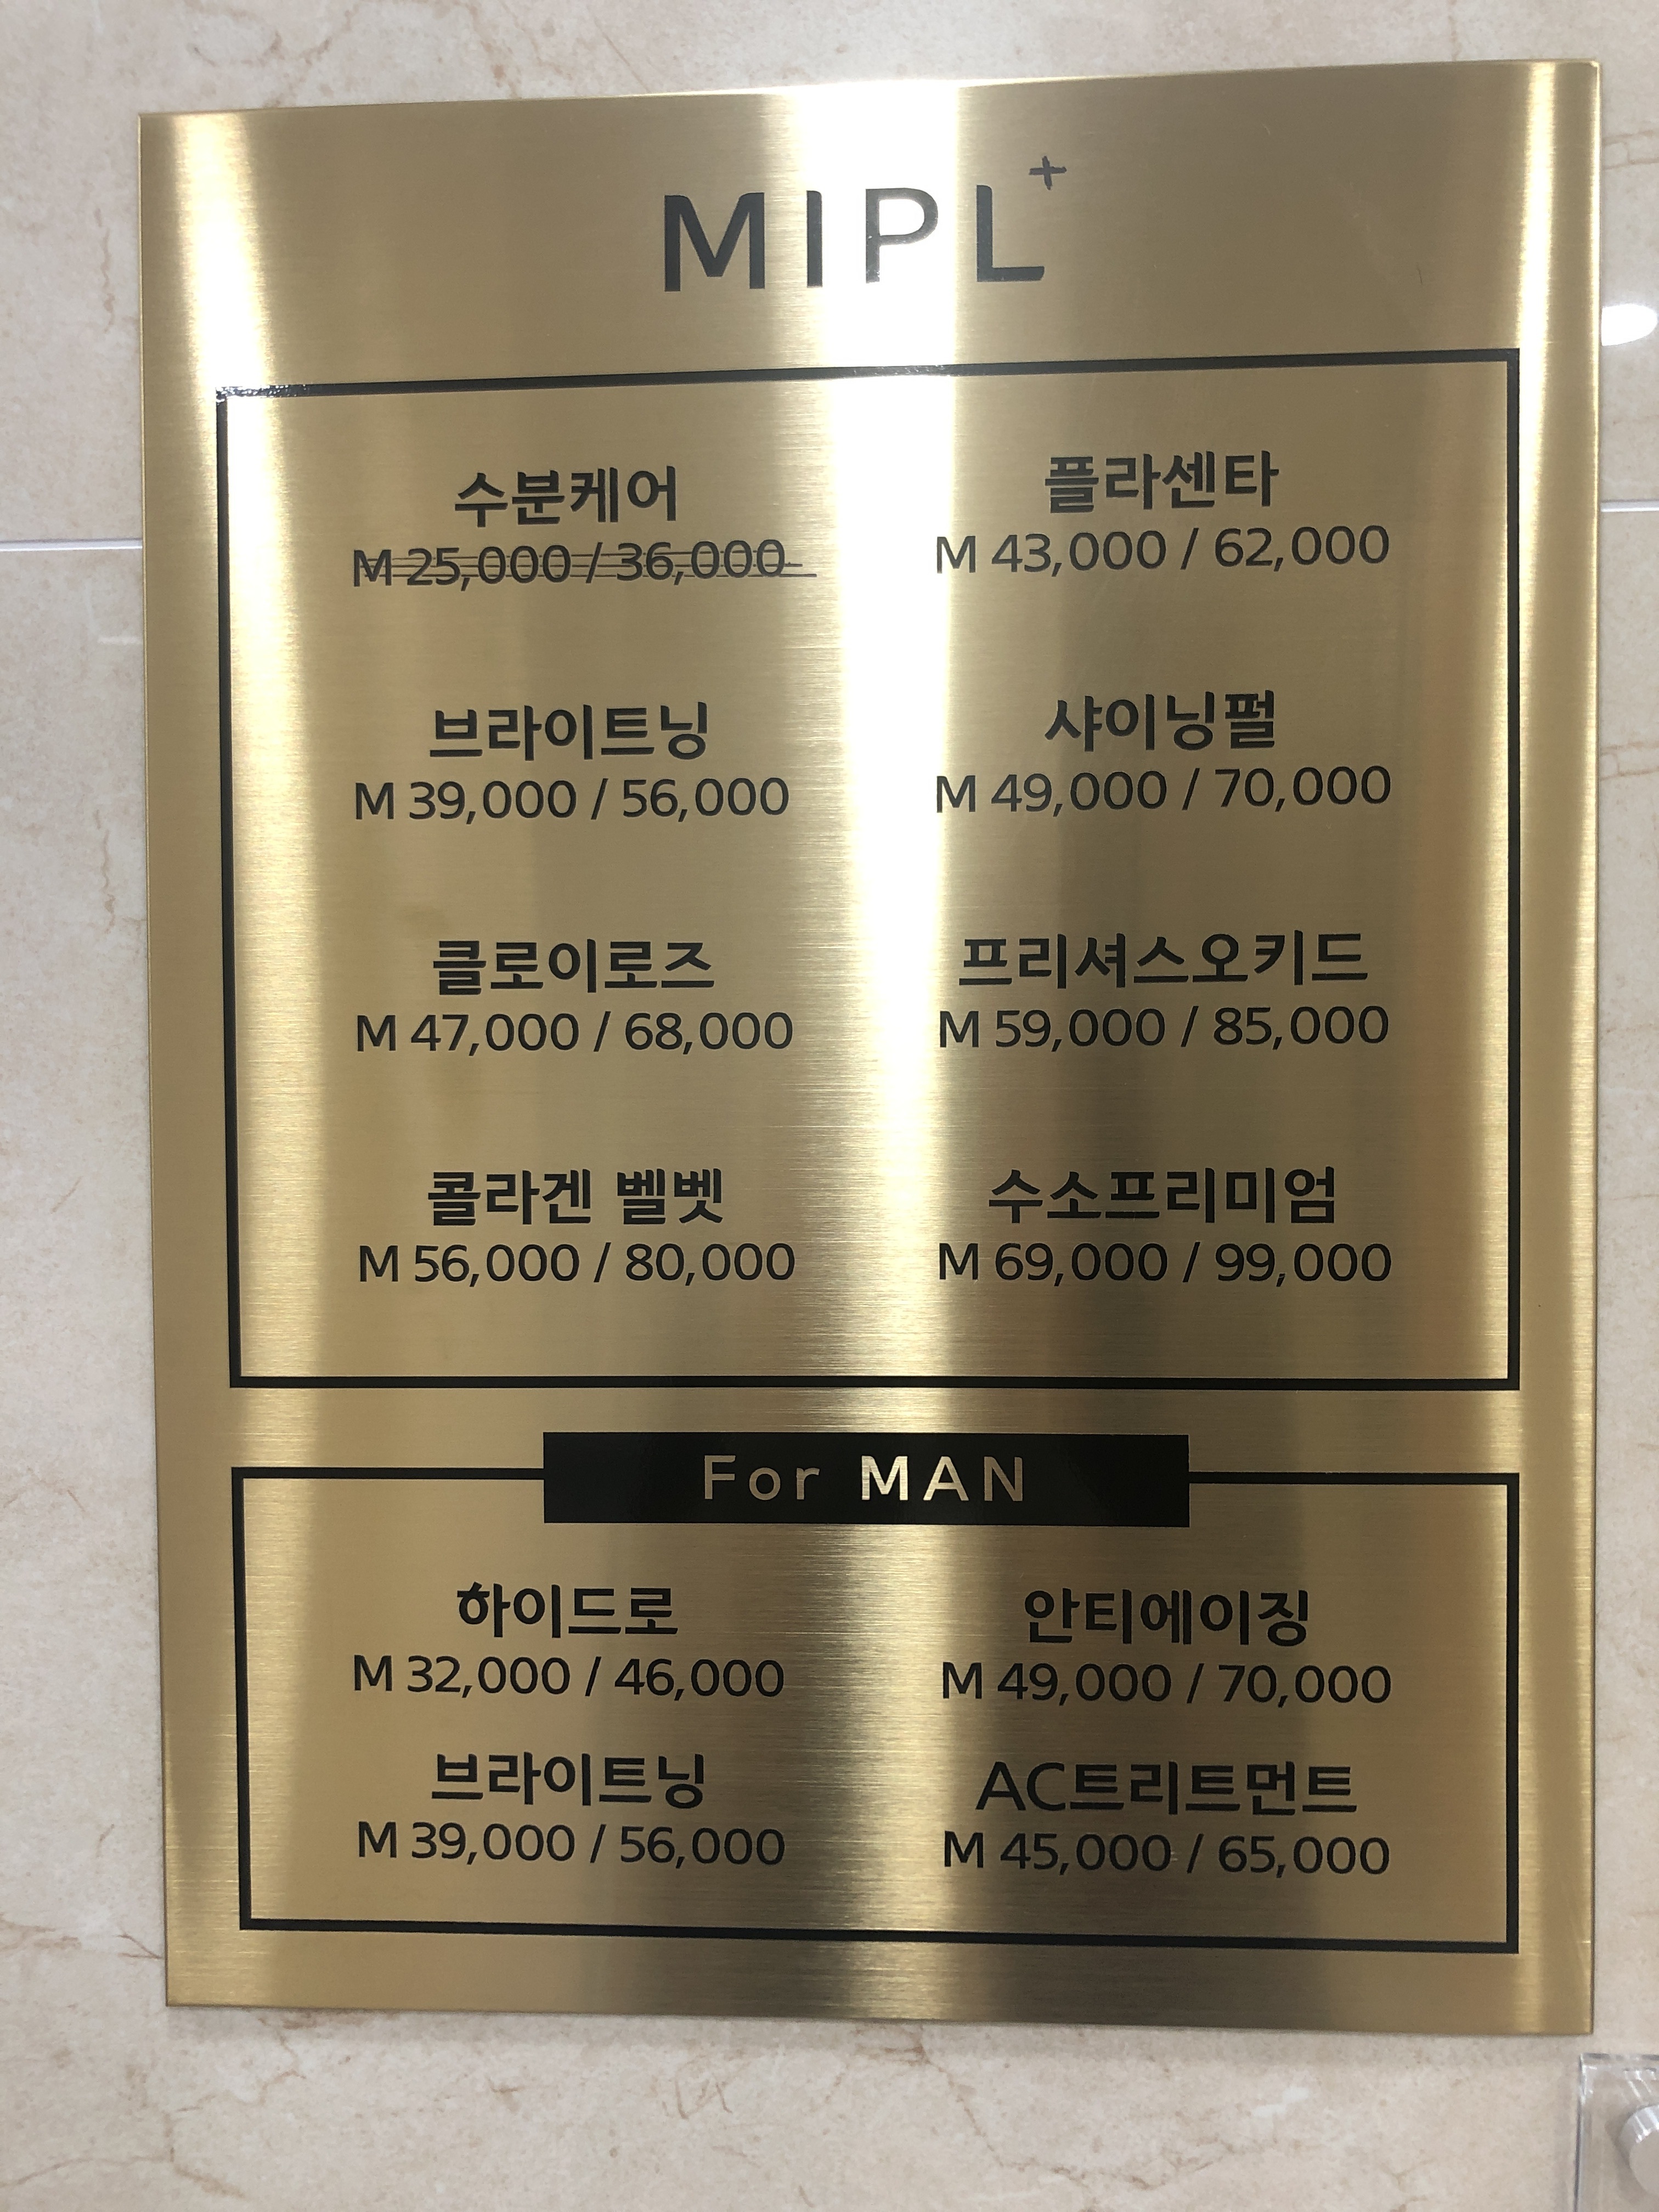 MIPL+
수분케어
M 25,000 / 36,000
플라센타
M 43,000 / 62,000
브라이트닝
M 39,000 / 56,000
샤이닝펄
M 49,000 / 70,000
클로이로즈
M 47,000 / 68,000
프리셔스오키드
M 59,000 / 85,000
콜라겐 벨벳
M 56,000 / 80,000
수소프리미엄
M 69,000 / 99,000
For MAN
하이드로
M 32,000 / 46,000
안티에이징
M 49,000 / 70,000
브라이트닝
M 39,000 / 56,000
AC트리트먼트
M 45,000 / 65,000